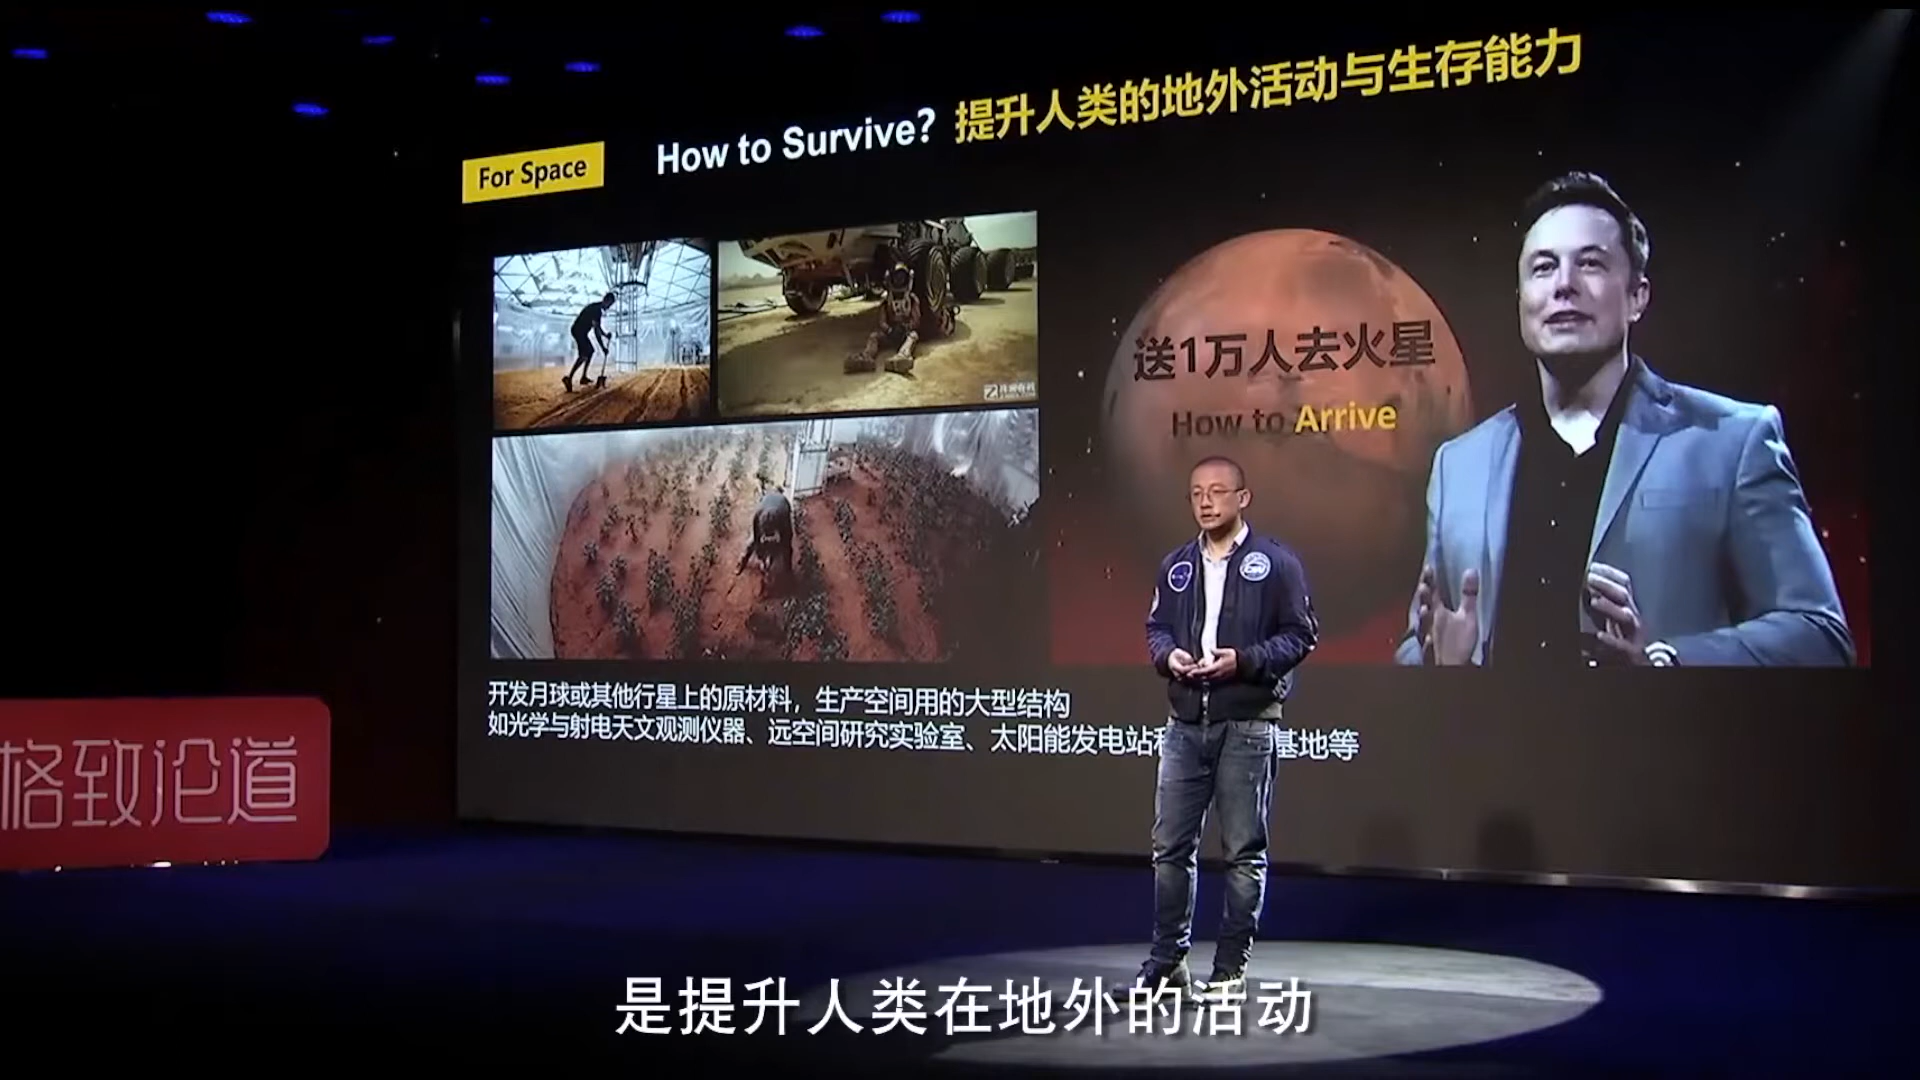 For Space
How to Survive? 提升人类的地外活动与生存能力
送1万人去火星
How to Arrive
开发月球或其他行星上的原材料，生产空间用的大型结构
如光学与射电天文观测仪器、远空间研究实验室、太阳能发电站 基地等
格致论道
是提升人类在地外的活动